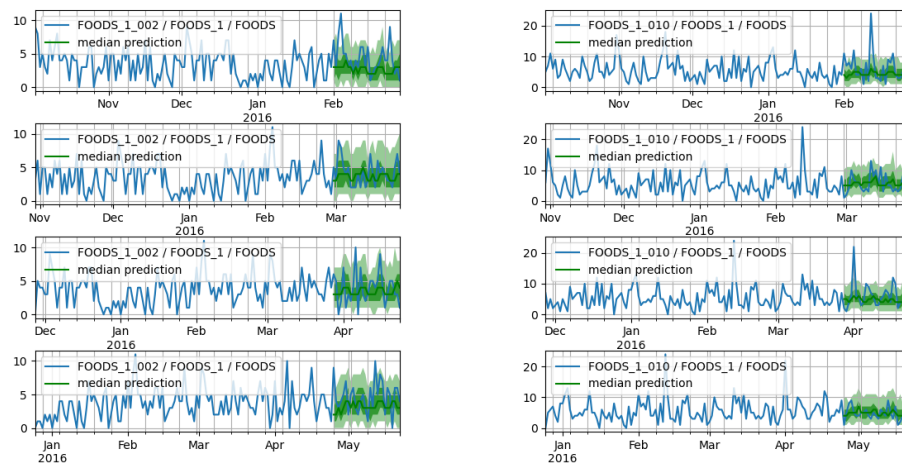 10
5
0
FOODS_1_002 / FOODS_1 / FOODS
median prediction
Nov Dec Jan Feb
2016
20
10
0
FOODS_1_010 / FOODS_1 / FOODS
median prediction
Nov Dec Jan Feb
2016
10
5
0
FOODS_1_002 / FOODS_1 / FOODS
median prediction
Nov Dec Jan Feb Mar
2016
20
10
0
FOODS_1_010 / FOODS_1 / FOODS
median prediction
Nov Dec Jan Feb Mar
2016
10
5
0
FOODS_1_002 / FOODS_1 / FOODS
median prediction
Dec Jan Feb Mar Apr
2016
20
10
0
FOODS_1_010 / FOODS_1 / FOODS
median prediction
Dec Jan Feb Mar Apr
2016
10
5
0
FOODS_1_002 / FOODS_1 / FOODS
median prediction
Jan Feb Mar Apr May
2016
20
10
0
FOODS_1_010 / FOODS_1 / FOODS
median prediction
Jan Feb Mar Apr May
2016